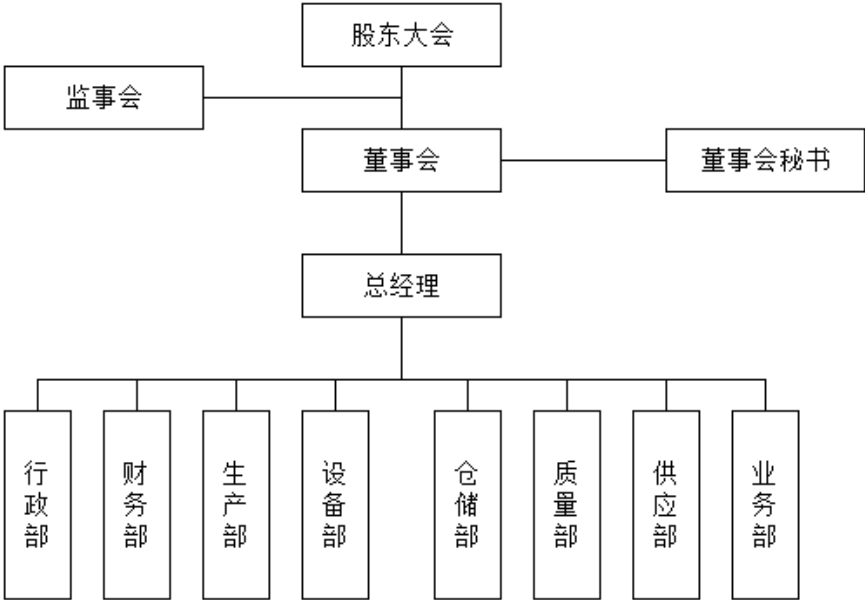 股东大会
监事会
董事会
董事会秘书
总经理
行政部
财务部
生产部
设备部
仓储部
质量部
供应部
业务部